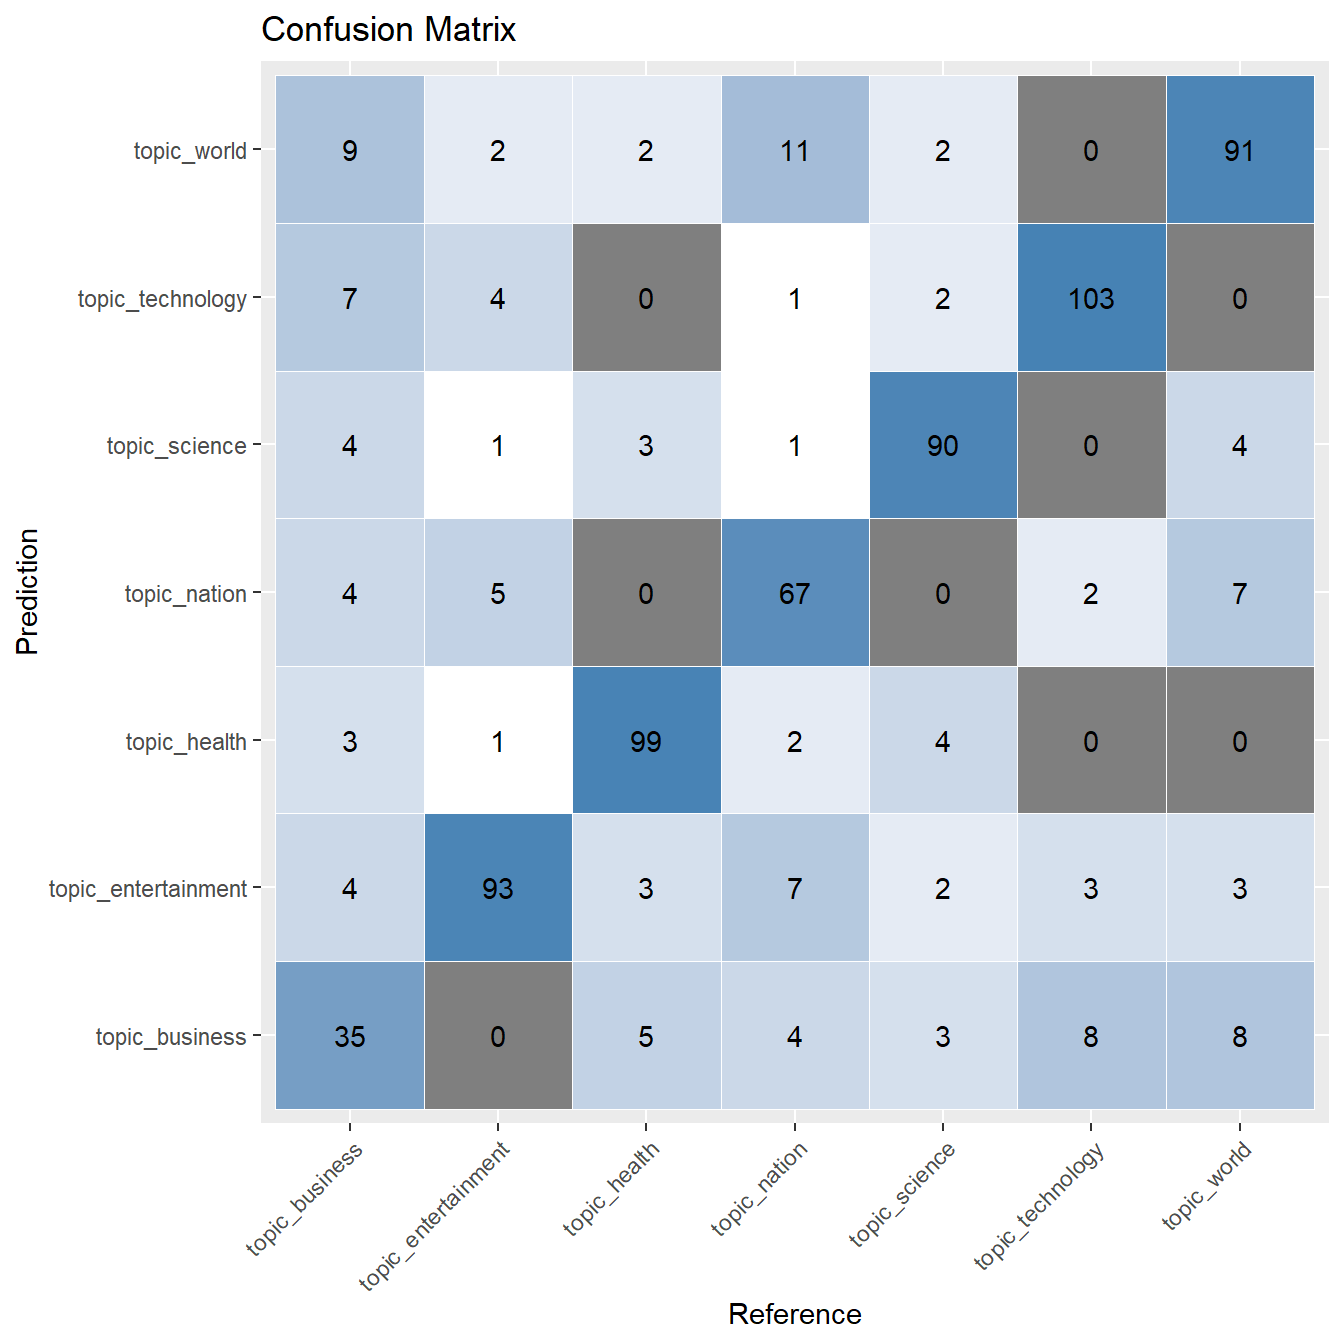 Confusion Matrix
topic_world 9 2 2 11 2 0 91
topic_technology 7 4 0 1 2 103 0
topic_science 4 1 3 1 90 0 4
topic_nation 4 5 0 67 0 2 7
topic_health 3 1 99 2 4 0 0
topic_entertainment 4 93 3 7 2 3 3
topic_business 35 0 5 4 3 8 8
Prediction
topic_business
topic_entertainment
topic_health
topic_nation
topic_science
topic_technology
topic_world
Reference